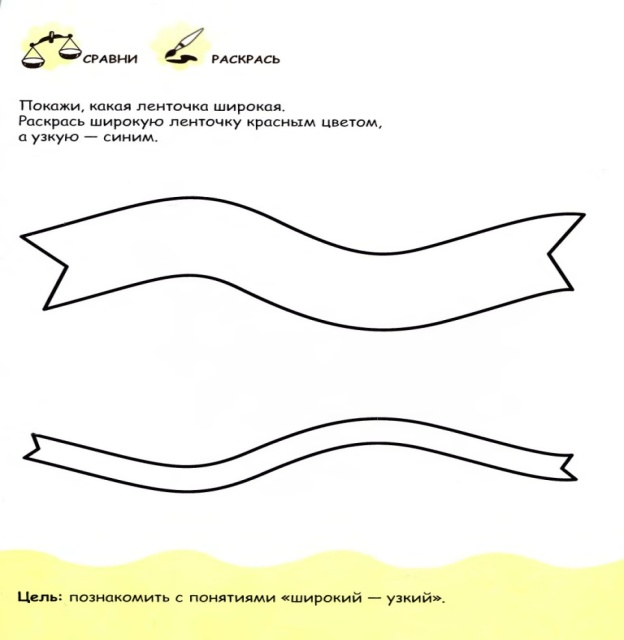 СРАВНИ РАСКРАСЬ
Покажи, какая ленточка широкая.
Раскрась широкую ленточку красным цветом,
а узкую — синим.
Цель: познакомить с понятиями «широкий — узкий».